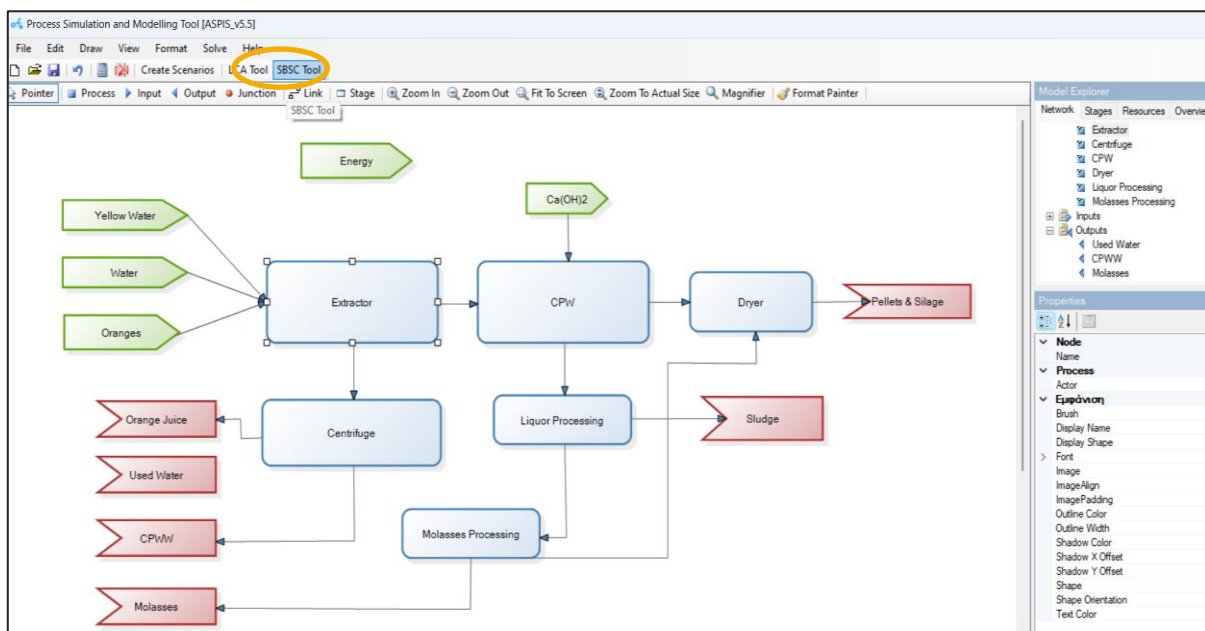 Process Simulation and Modelling Tool [ASPIS_v5.5]
File Edit Draw View Format Solve Help
Create Scenarios LCA Tool SBSC Tool
Pointer Process Input Output Junction Link Stage Zoom In Zoom Out Fit To Screen Zoom To Actual Size Magnifier Format Painter
SBSC Tool
Energy
Ca(OH)2
Yellow Water
Water
Oranges
Extractor
CPW
Dryer
Pellets & Silage
Orange Juice
Centrifuge
Liquor Processing
Sludge
Used Water
CPWW
Molasses Processing
Molasses
Model Explorer
Network Stages Resources Overvie
Extractor
Centrifuge
CPW
Dryer
Liquor Processing
Molasses Processing
Inputs
Outputs
Used Water
CPWW
Molasses
Properties
Node
Name
Process
Actor
Εμφάνιση
Brush
Display Name
Display Shape
Font
Image
ImageAlign
ImagePadding
Outline Color
Outline Width
Shadow Color
Shadow X Offset
Shadow Y Offset
Shape
Shape Orientation
Text Color